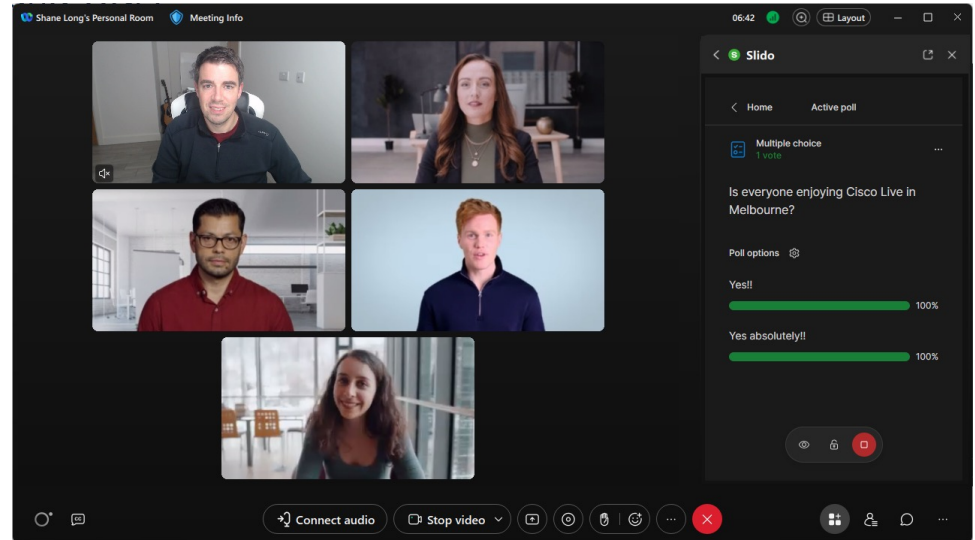 Shane Long's Personal Room
Meeting Info
06:42
Layout
S Slido
Home
Active poll
Multiple choice
1 vote
...
Is everyone enjoying Cisco Live in
Melbourne?
Poll options
Yes!!
100%
Yes absolutely!!
100%
CC
Connect audio
Stop video
...
...